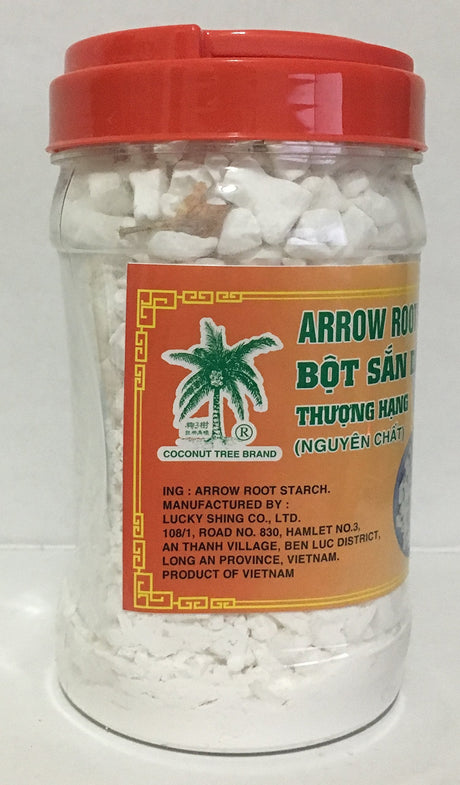 ARROW ROOT
BỘT SẮN
THƯỢNG HẠNG
(NGUYÊN CHẤT)
®
COCONUT TREE BRAND
ING : ARROW ROOT STARCH.
MANUFACTURED BY :
LUCKY SHING CO., LTD.
108/1, ROAD NO. 830, HAMLET NO.3,
AN THANH VILLAGE, BEN LUC DISTRICT,
LONG AN PROVINCE, VIETNAM.
PRODUCT OF VIETNAM